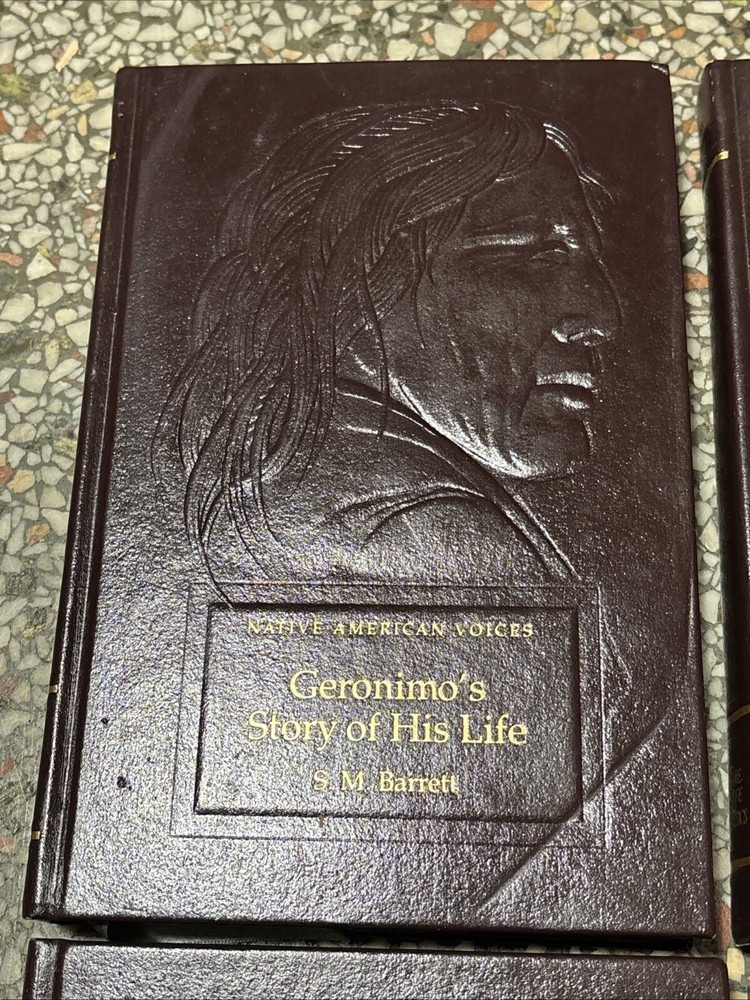 NATIVE AMERICAN VOICES
Geronimo's
Story of His Life
S. M. Barrett